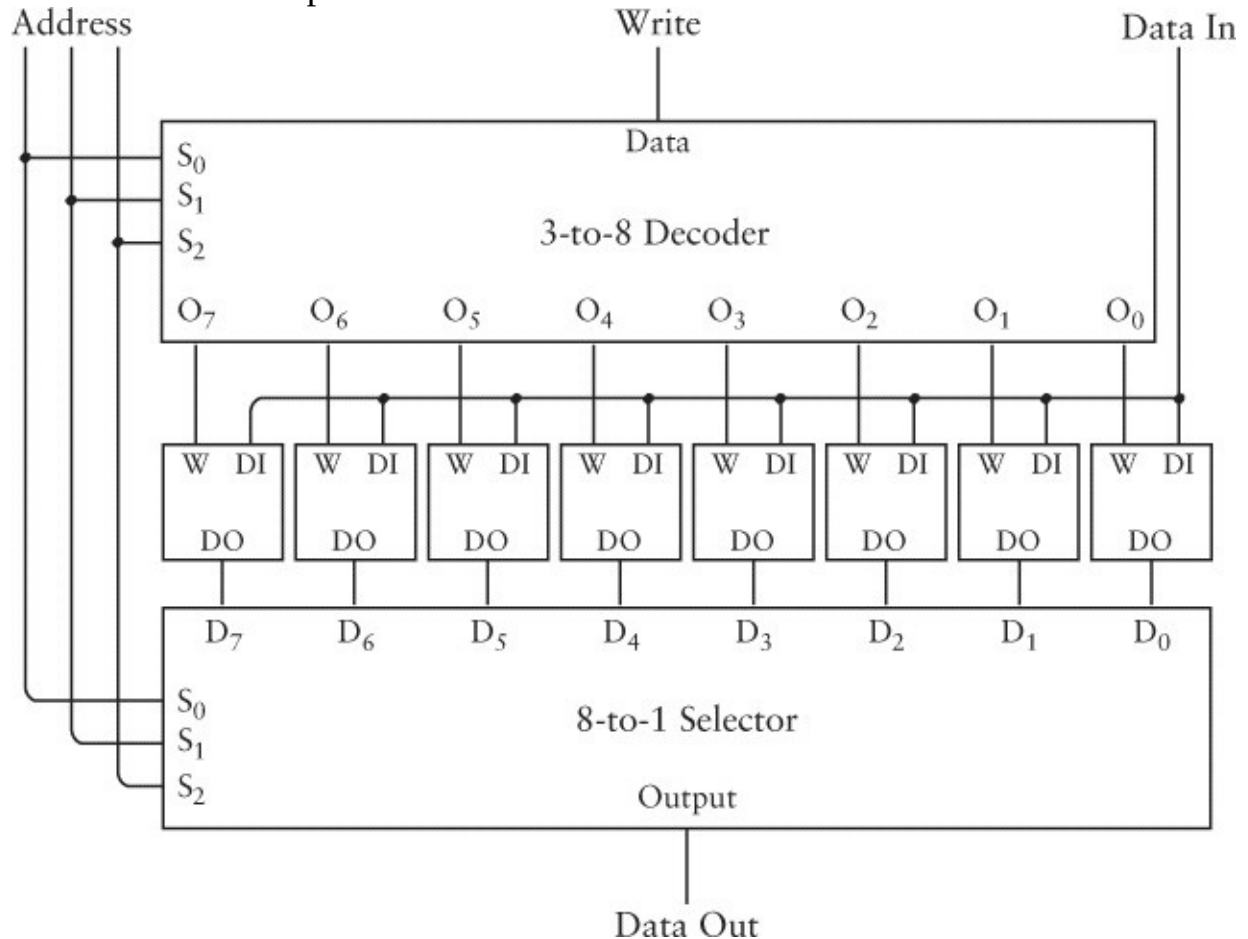 Address Write Data In
Data
S0
S1
3-to-8 Decoder
S2
O7 O6 O5 O4 O3 O2 O1 O0
W DI W DI W DI W DI W DI W DI W DI W DI
DO DO DO DO DO DO DO DO
D7 D6 D5 D4 D3 D2 D1 D0
S0
8-to-1 Selector
S1
S2
Output
Data Out